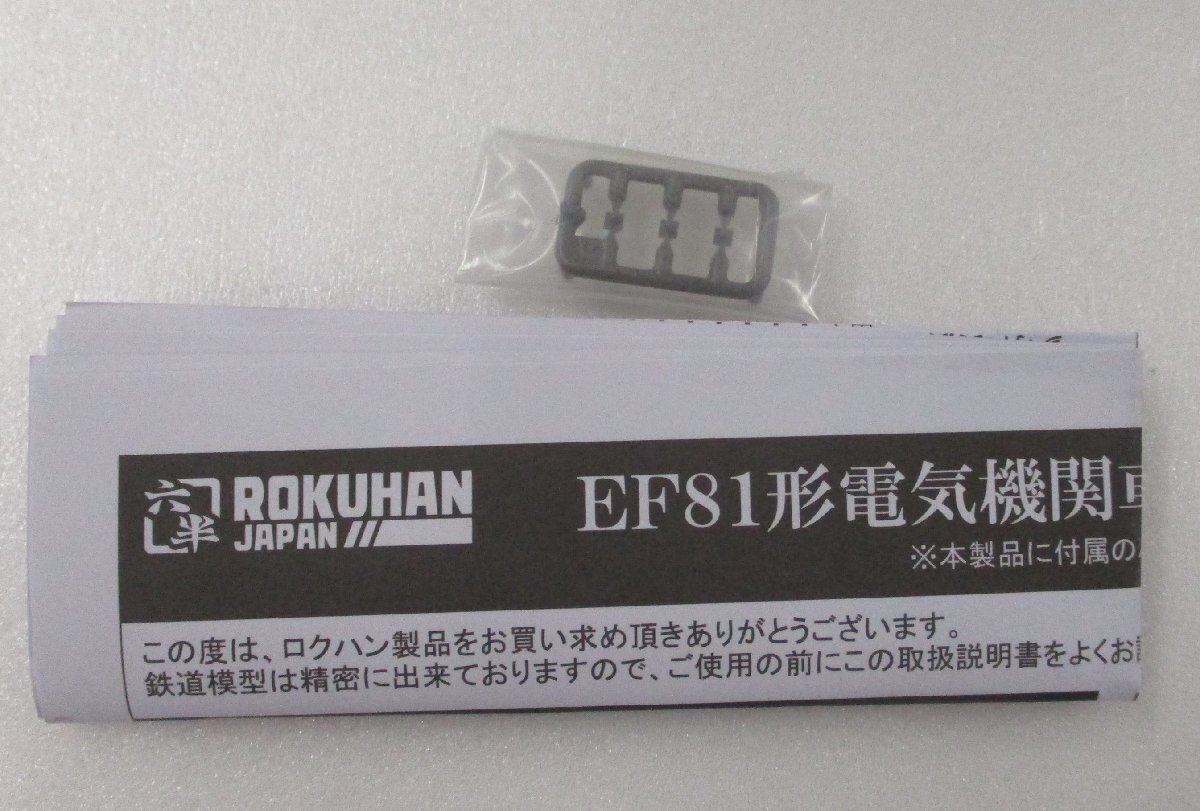 六半 ROKUHAN
JAPAN
EF81形電気機関
※本製品に付属の
この度は、ロクハン製品をお買い求め頂きありがとうございます。
鉄道模型は精密に出来ておりますので、ご使用の前にこの取扱説明書をよくお